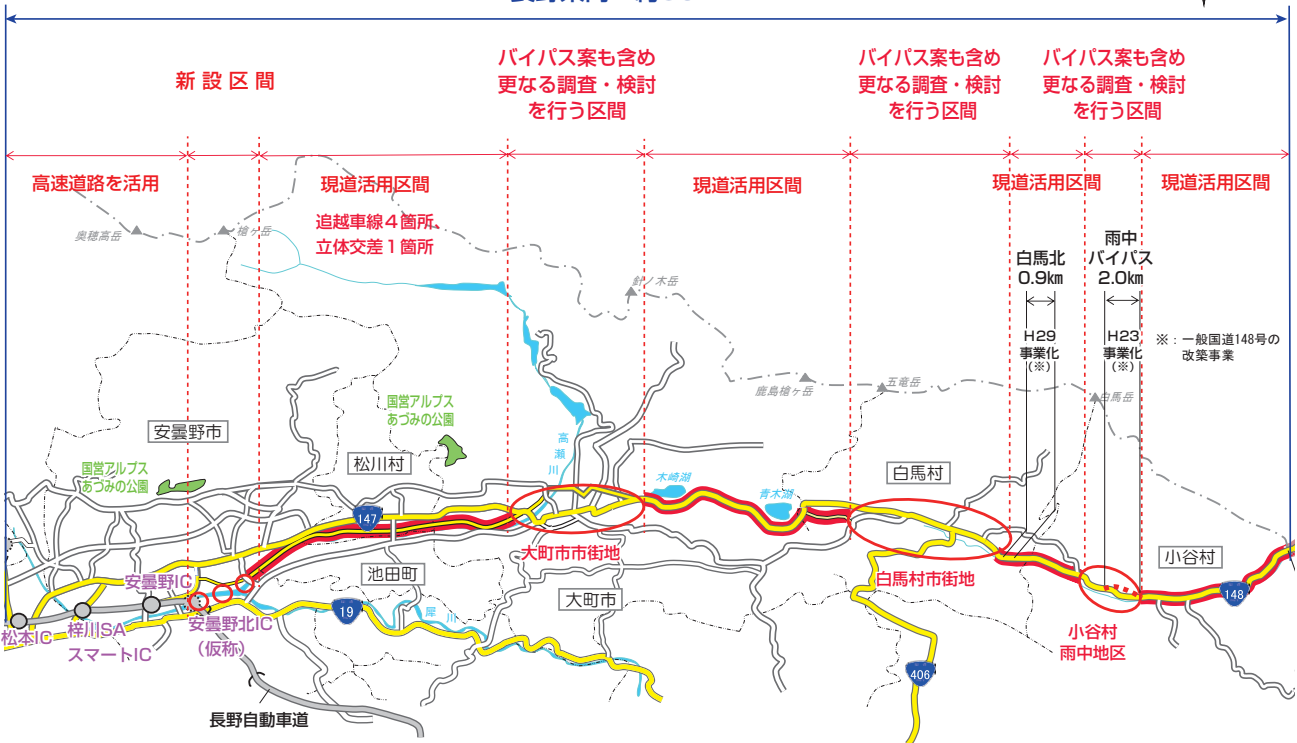 バイパス案も含め
更なる調査・検討
を行う区間
バイパス案も含め
更なる調査・検討
を行う区間
バイパス案も含め
更なる調査・検討
を行う区間
新設区間
高速道路を活用
現道活用区間
追越車線4箇所、
立体交差1箇所
現道活用区間
現道活用区間
現道活用区間
奥穂高岳
槍ヶ岳
針ノ木岳
鹿島槍ヶ岳
五竜岳
白馬岳
白馬北
0.9km
雨中
バイパス
2.0km
H29
事業化
(※)
H23
事業化
(※)
※:一般国道148号の
改築事業
国営アルプス
あづみの公園
安曇野市
国営アルプス
あづみの公園
松川村
高瀬川
木崎湖
青木湖
白馬村
147
大町市市街地
白馬村市街地
小谷村
148
安曇野IC
池田町
大町市
19
犀川
松本IC
梓川SA
スマートIC
安曇野北IC
(仮称)
小谷村
雨中地区
406
長野自動車道